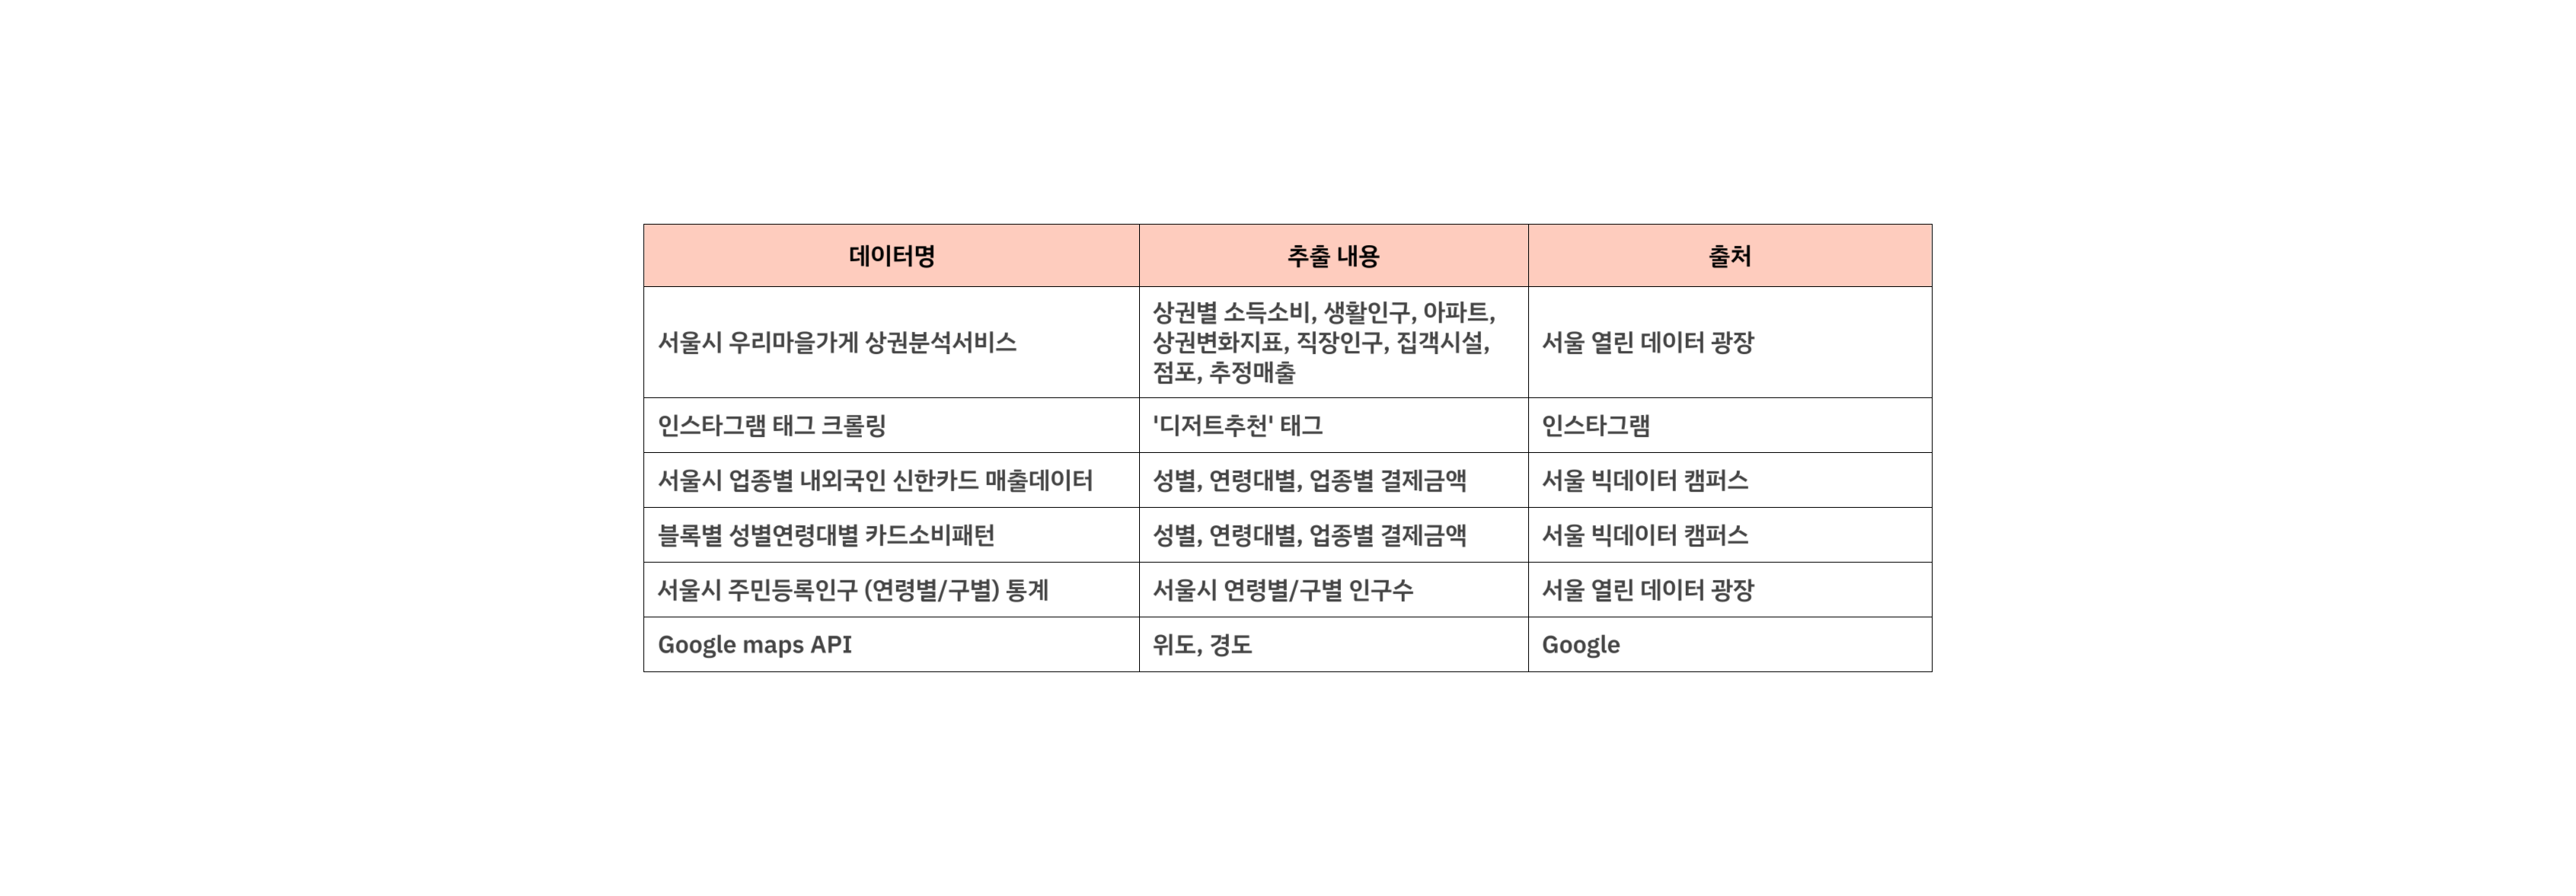 데이터명 추출 내용 출처
서울시 우리마을가게 상권분석서비스
상권별 소득소비, 생활인구, 아파트,
상권변화지표, 직장인구, 집객시설,
점포, 추정매출
서울 열린 데이터 광장
인스타그램 태그 크롤링 '디저트추천' 태그 인스타그램
서울시 업종별 내외국인 신한카드 매출데이터 성별, 연령대별, 업종별 결제금액 서울 빅데이터 캠퍼스
블록별 성별연령대별 카드소비패턴 성별, 연령대별, 업종별 결제금액 서울 빅데이터 캠퍼스
서울시 주민등록인구 (연령별/구별) 통계 서울시 연령별/구별 인구수 서울 열린 데이터 광장
Google maps API 위도, 경도 Google